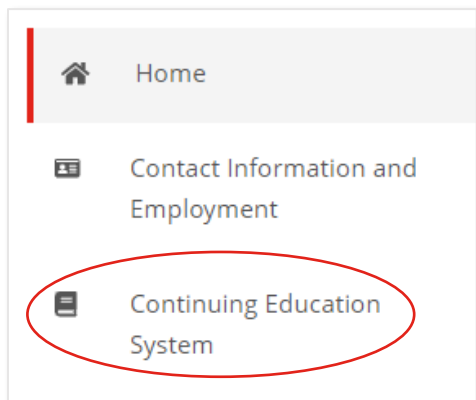 Home
Contact Information and
Employment
Continuing Education
System